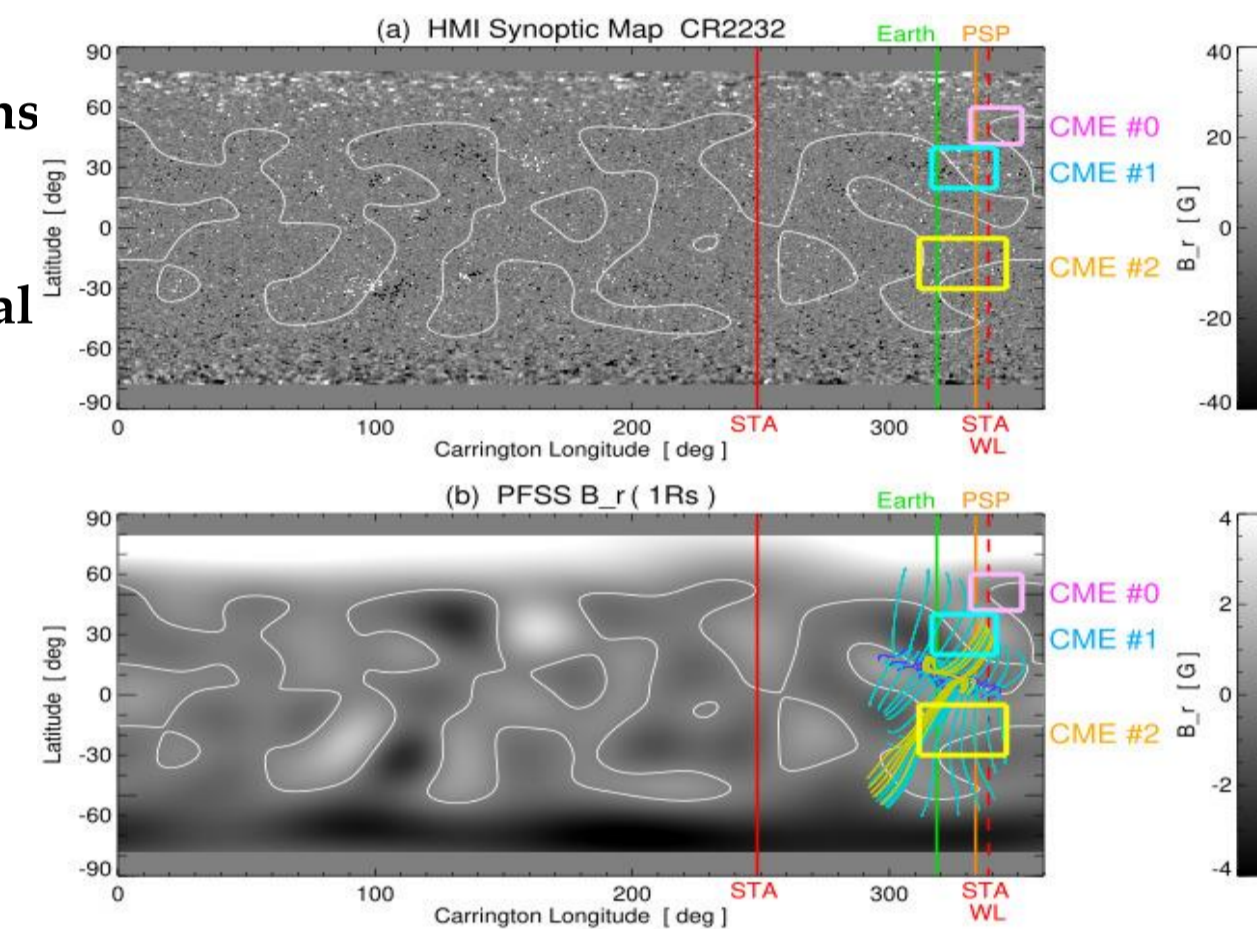 ns
al
(a) HMI Synoptic Map CR2232
Earth PSP
90
60
30
0
-30
-60
-90
Latitude [ deg ]
CME #0
CME #1
CME #2
40
20
0
-20
-40
B_r [ G ]
0 100 200 STA 300 STA
WL
Carrington Longitude [ deg ]
(b) PFSS B_r ( 1Rs )
Earth PSP
90
60
30
0
-30
-60
-90
Latitude [ deg ]
CME #0
CME #1
CME #2
4
2
0
-2
-4
B_r [ G ]
0 100 200 STA 300 STA
WL
Carrington Longitude [ deg ]